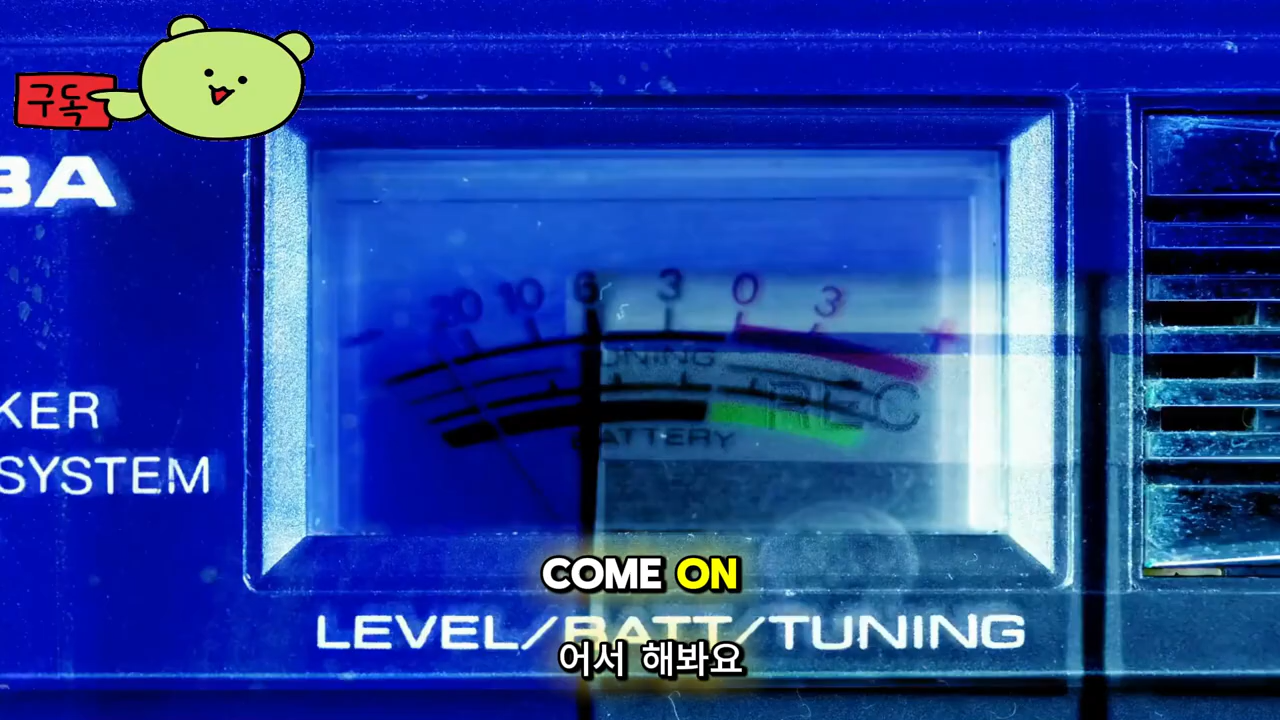 구독
BA
20 10 6 3 0 3
TUNING
REC
BATTERY
KER
SYSTEM
COME ON
LEVEL/BATT/TUNING
어서 해봐요